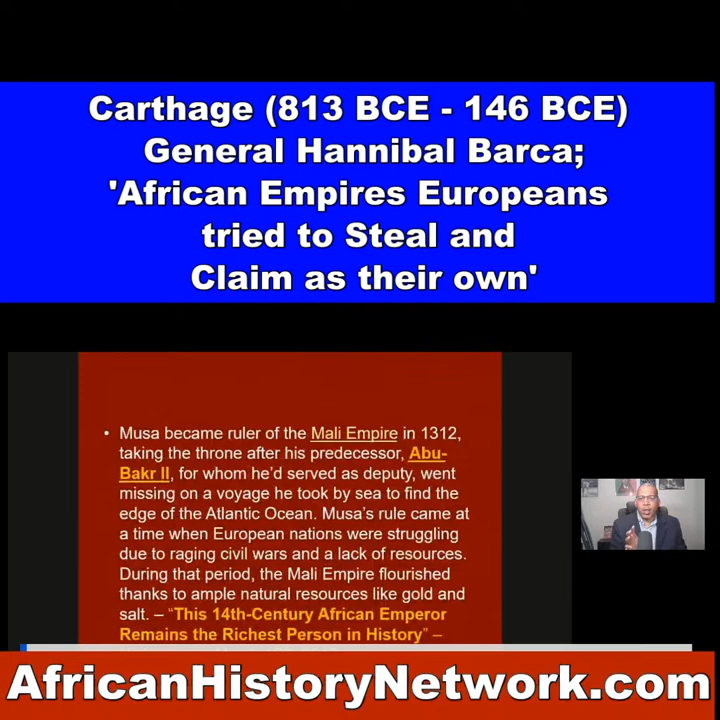 Carthage (813 BCE - 146 BCE)
General Hannibal Barca;
'African Empires Europeans
tried to Steal and
Claim as their own'
• Musa became ruler of the Mali Empire in 1312,
taking the throne after his predecessor, Abu-
Bakr II, for whom he'd served as deputy, went
missing on a voyage he took by sea to find the
edge of the Atlantic Ocean. Musa's rule came at
a time when European nations were struggling
due to raging civil wars and a lack of resources.
During that period, the Mali Empire flourished
thanks to ample natural resources like gold and
salt. – "This 14th-Century African Emperor
Remains the Richest Person in History" –
AfricanHistoryNetwork.com